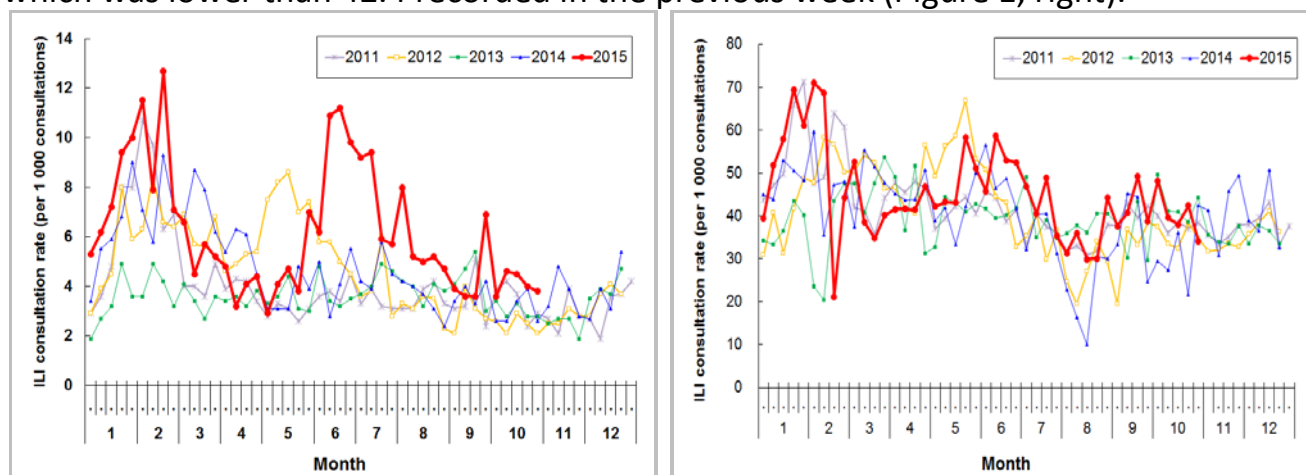 which was lower than 42.4 recorded in the previous week (Figure 1, right).
14
12
10
8
6
4
2
0
ILI consultation rate (per 1 000 consultations)
2011 2012 2013 2014 2015
1 2 3 4 5 6 7 8 9 10 11 12
Month
80
70
60
50
40
30
20
10
0
ILI consultation rate (per 1 000 consultations)
2011 2012 2013 2014 2015
1 2 3 4 5 6 7 8 9 10 11 12
Month